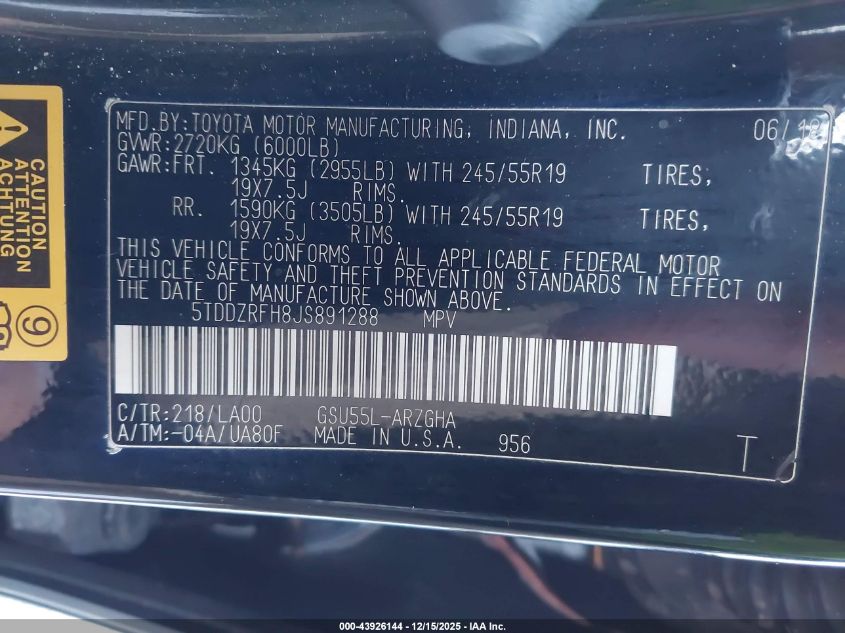 CAUTION
ATTENTION
ACHTUNG
9
MFD.BY:TOYOTA MOTOR MANUFACTURING, INDIANA, INC. 06/18
GVWR:2720KG (6000LB)
GAWR:FRT. 1345KG (2955LB) WITH 245/55R19 TIRES,
19X7.5J RIMS.
RR. 1590KG (3505LB) WITH 245/55R19 TIRES,
19X7.5J RIMS.
THIS VEHICLE CONFORMS TO ALL APPLICABLE FEDERAL MOTOR
VEHICLE SAFETY AND THEFT PREVENTION STANDARDS IN EFFECT ON
THE DATE OF MANUFACTURE SHOWN ABOVE.
5TDDZRFH8JS891288 MPV
C/TR:218/LA00 GSU55L-ARZGHA
A/TM:-04A/UA80F MADE IN U.S.A. 956
T
000-43926144 - 12/15/2025 - IAA Inc.